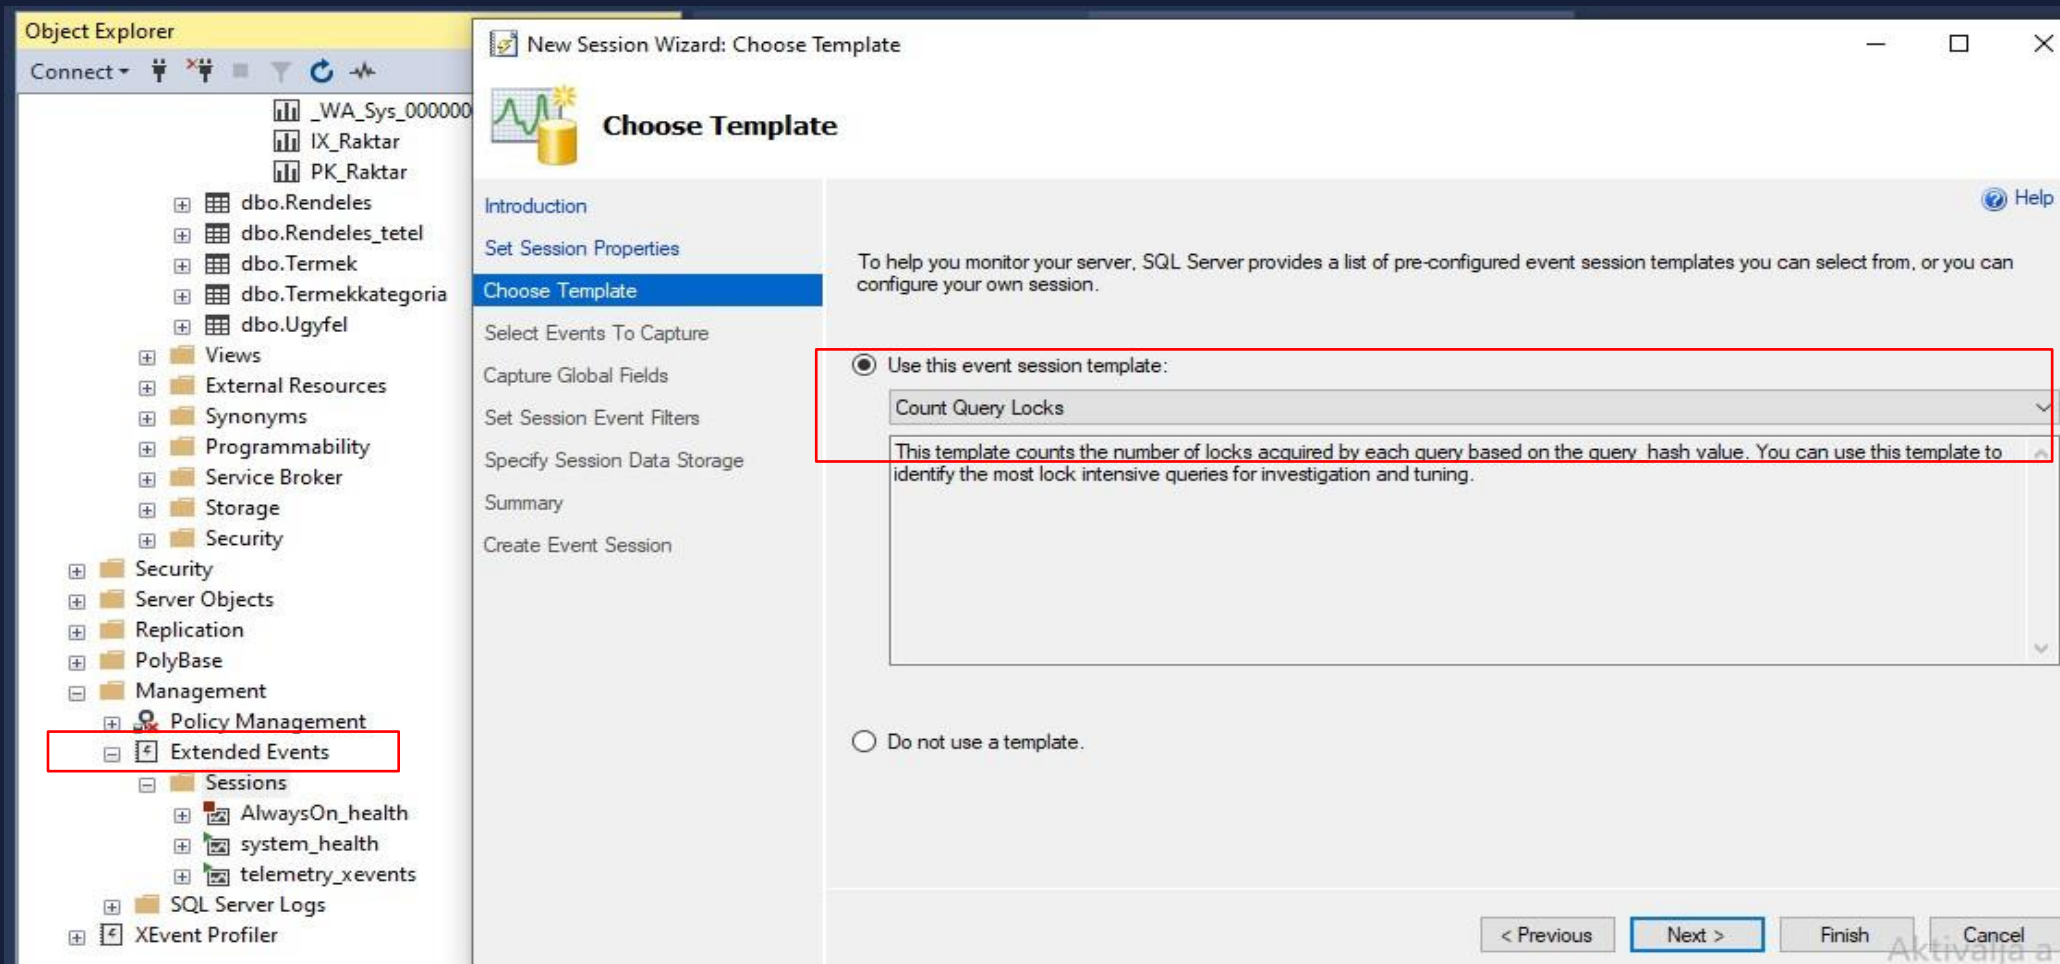 Object Explorer
Connect
_WA_Sys_000000
IX_Raktar
PK_Raktar
dbo.Rendeles
dbo.Rendeles_tetel
dbo.Termek
dbo.Termekkategoria
dbo.Ugyfel
Views
External Resources
Synonyms
Programmability
Service Broker
Storage
Security
Security
Server Objects
Replication
PolyBase
Management
Policy Management
Extended Events
Sessions
AlwaysOn_health
system_health
telemetry_xevents
SQL Server Logs
XEvent Profiler
New Session Wizard: Choose Template
Choose Template
Introduction
Set Session Properties
Choose Template
Select Events To Capture
Capture Global Fields
Set Session Event Filters
Specify Session Data Storage
Summary
Create Event Session
Help
To help you monitor your server, SQL Server provides a list of pre-configured event session templates you can select from, or you can
configure your own session.
Use this event session template:
Count Query Locks
This template counts the number of locks acquired by each query based on the query_hash value. You can use this template to
identify the most lock intensive queries for investigation and tuning.
Do not use a template.
< Previous
Next >
Finish
Cancel
Aktiválja a